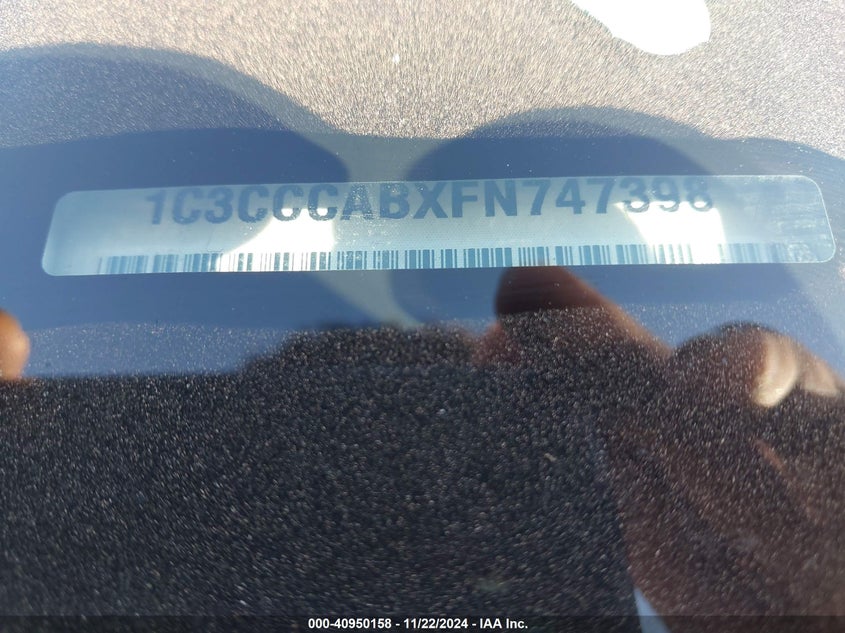 1C3CCCABXFN747398
000-40950158 - 11/22/2024 - IAA Inc.